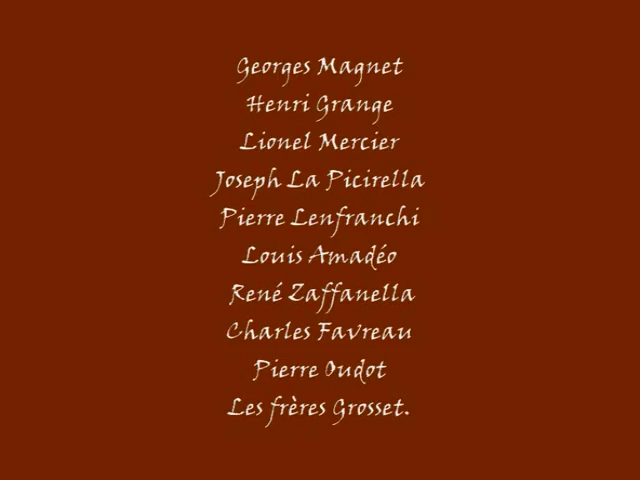 Georges Magnet
Henri Grange
Lionel Mercier
Joseph La Picirella
Pierre Lenfranchi
Louis Amadéo
René Zaffanella
Charles Favreau
Pierre Oudot
Les frères Grosset.